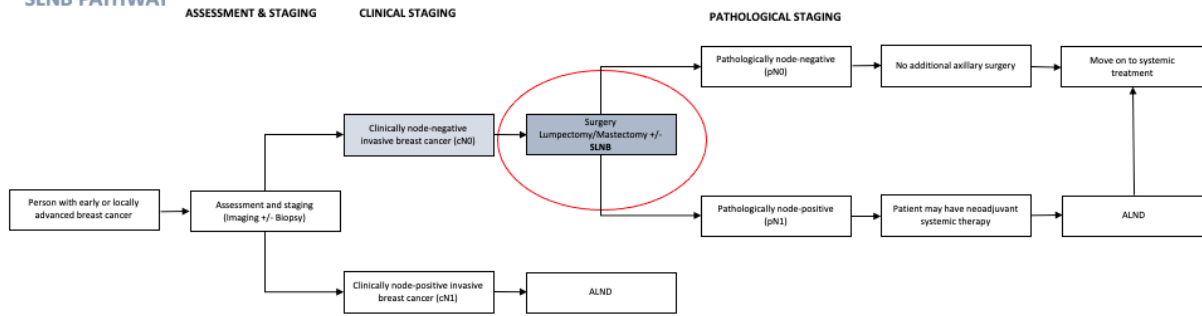 SLNB PATHWAY
ASSESSMENT & STAGING
CLINICAL STAGING
PATHOLOGICAL STAGING
Pathologically node-negative
(pN0)
No additional axillary surgery
Move on to systemic
treatment
Clinically node-negative
invasive breast cancer (cN0)
Surgery
Lumpectomy/Mastectomy +/-
SLNB
Person with early or locally
advanced breast cancer
Assessment and staging
(Imaging +/- Biopsy)
Pathologically node-positive
(pN1)
Patient may have neoadjuvant
systemic therapy
ALND
Clinically node-positive invasive
breast cancer (cN1)
ALND